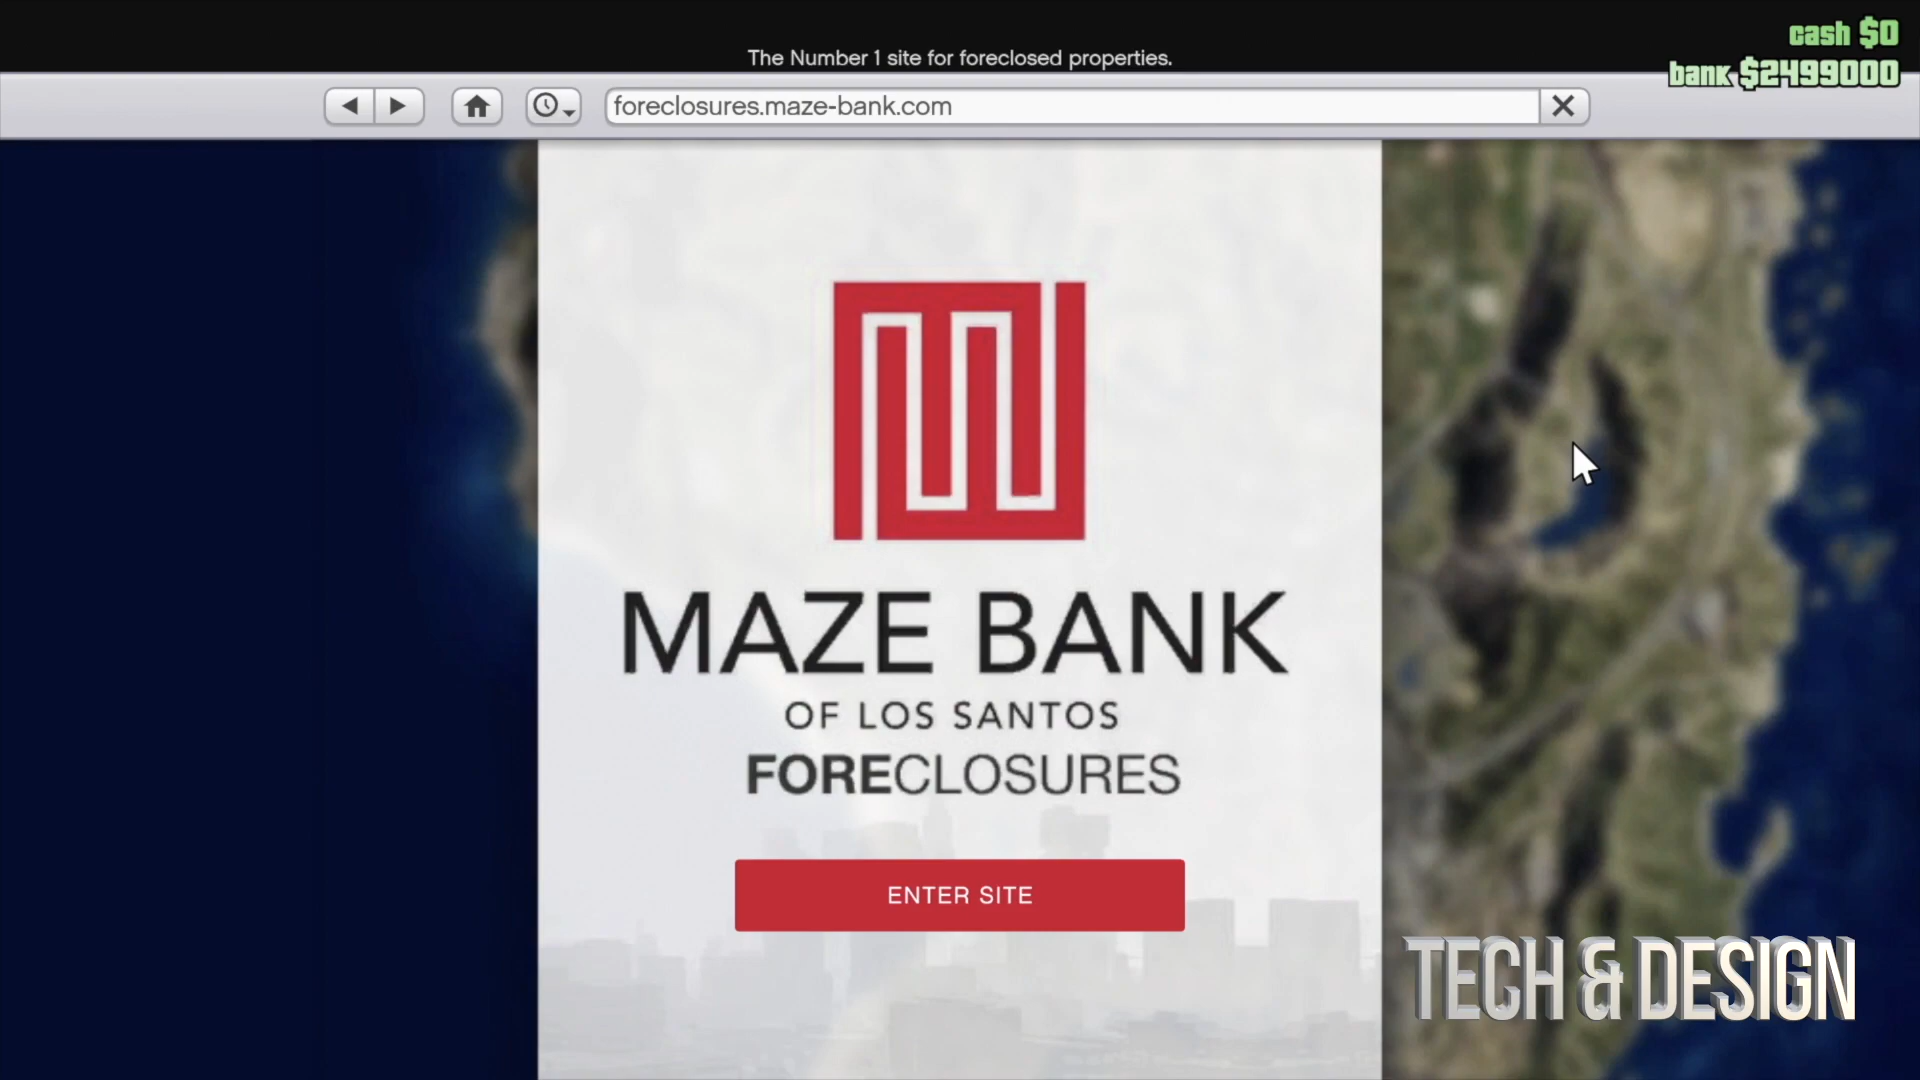 cash $0
The Number 1 site for foreclosed properties.
bank $2499000
foreclosures.maze-bank.com
MAZE BANK
OF LOS SANTOS
FORECLOSURES
ENTER SITE
TECH & DESIGN